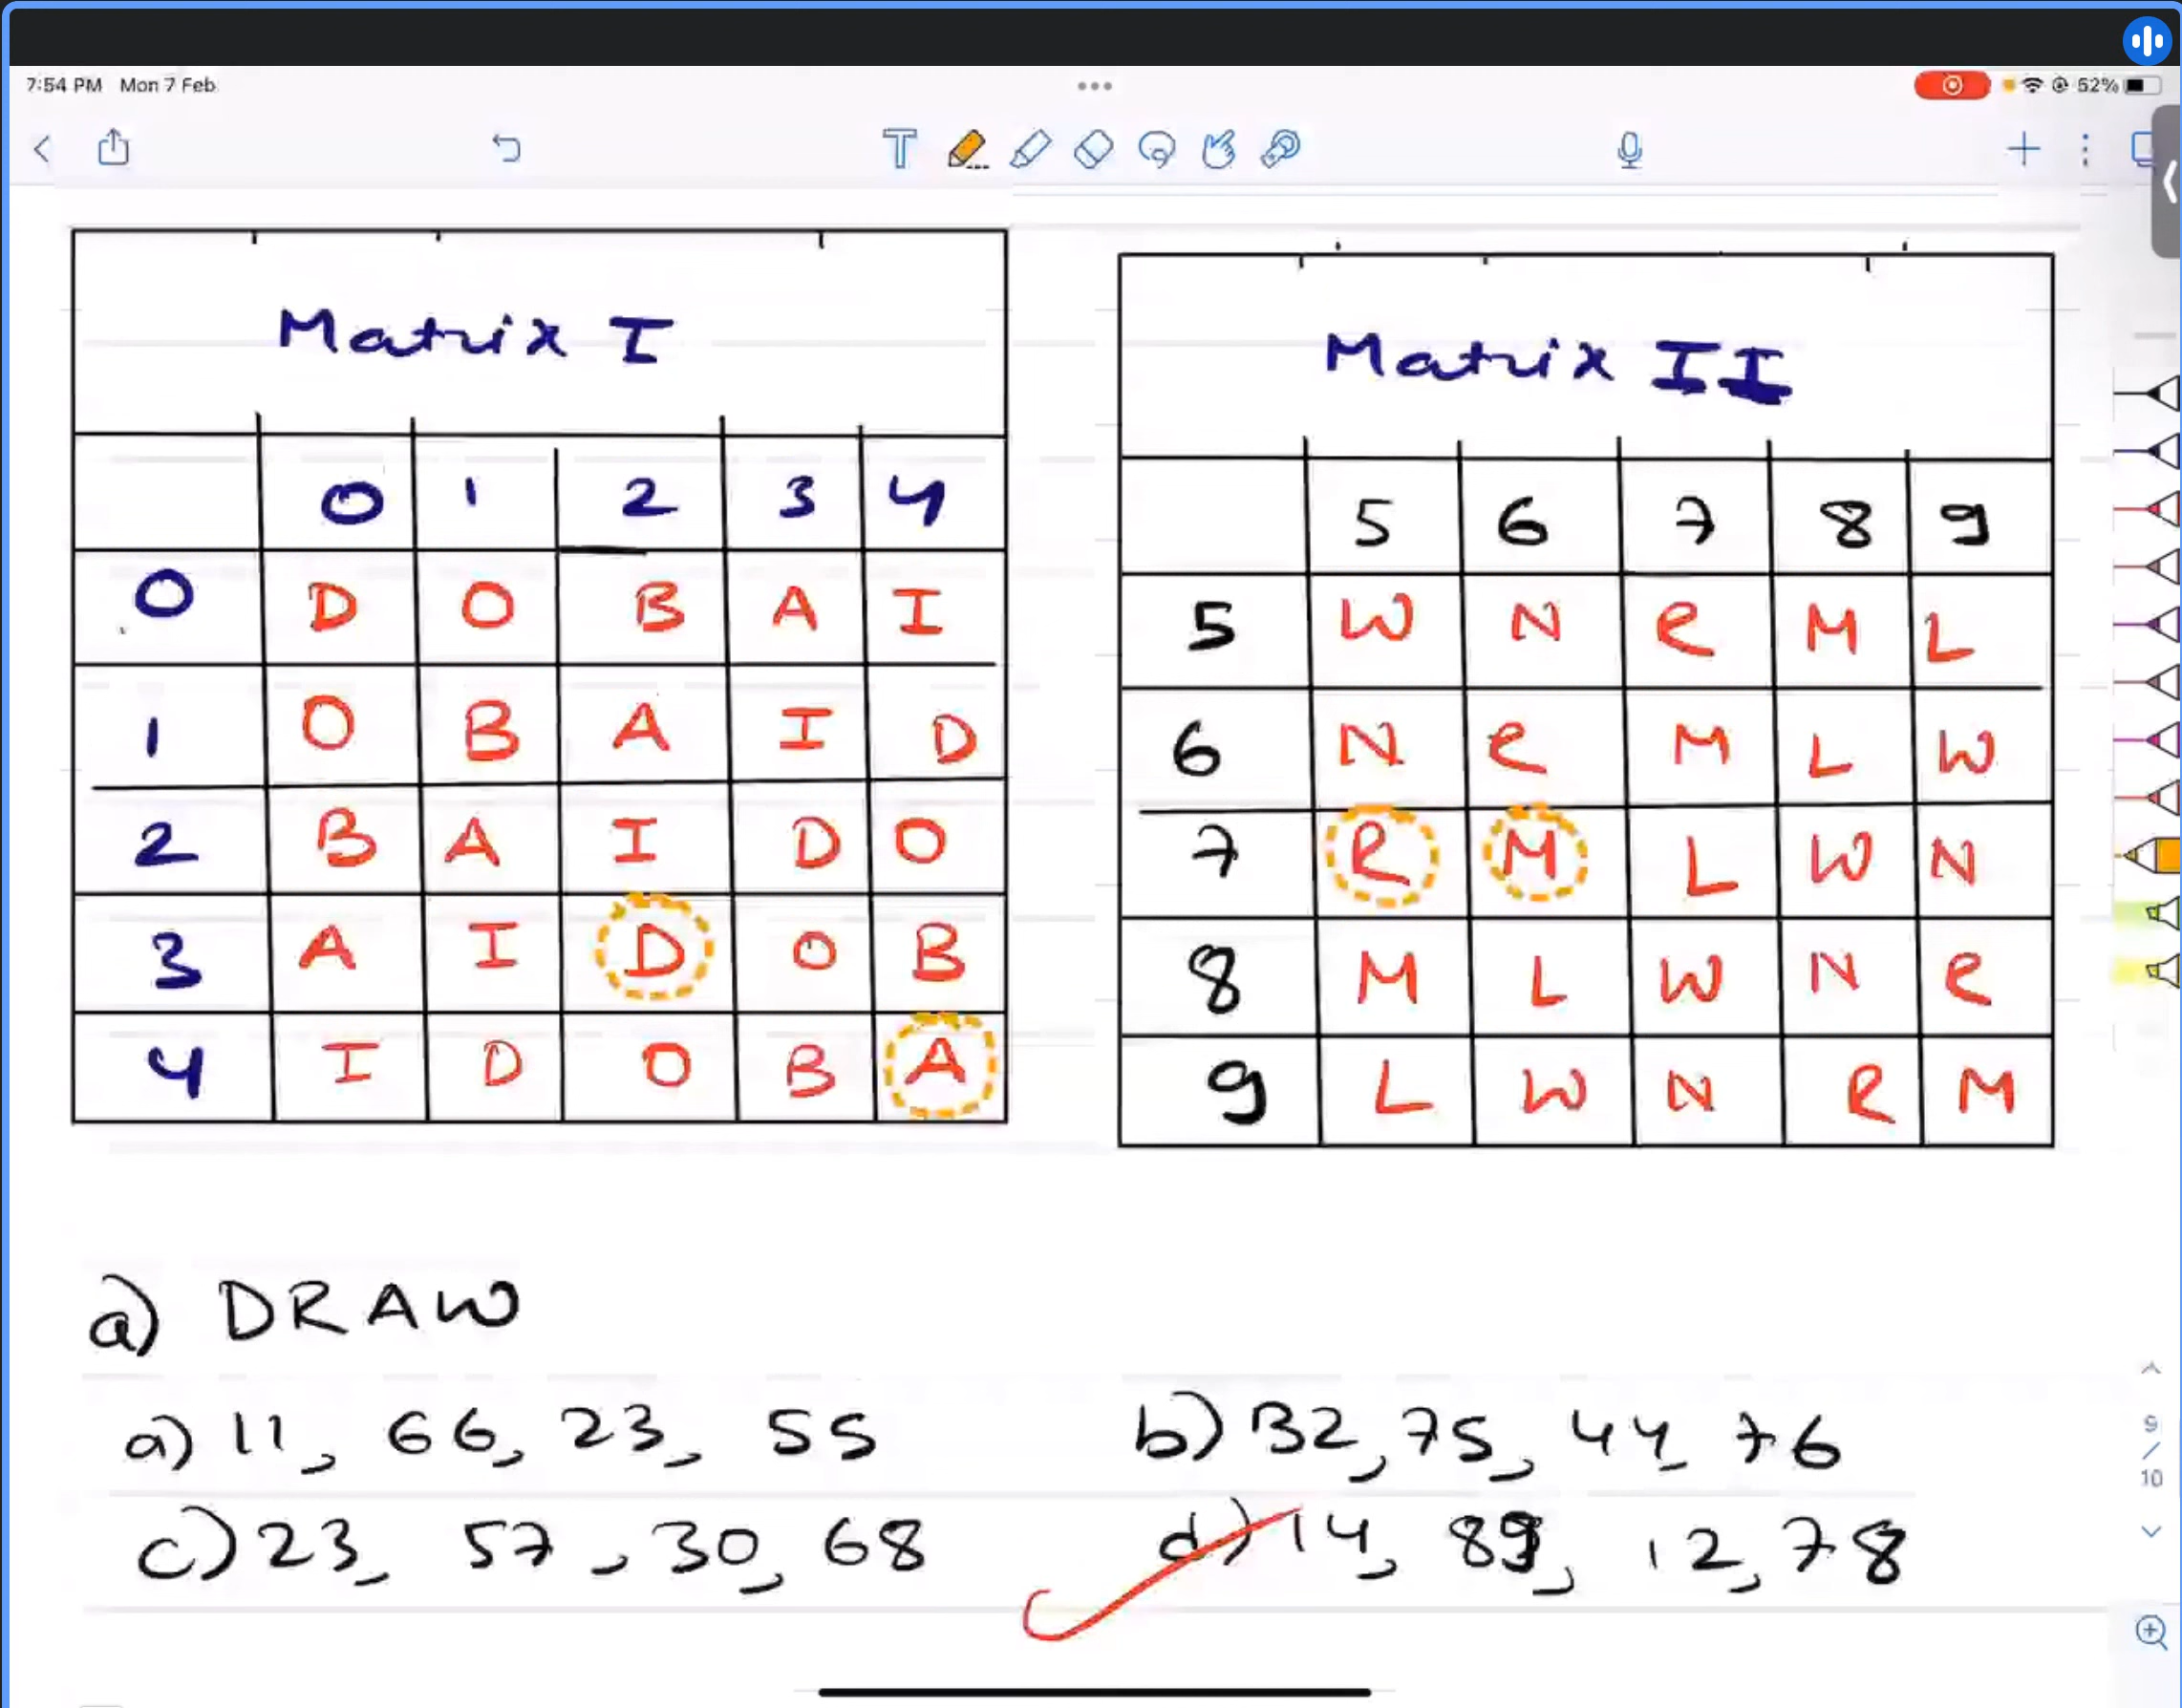 7:54 PM Mon 7 Feb
52%
T
Matrix I
0 1 2 3 4
0 D O B A I
1 O B A I D
2 B A I D O
3 A I D O B
4 I D O B A
Matrix II
5 6 7 8 9
5 W N R M L
6 N R M L W
7 R M L W N
8 M L W N R
9 L W N R M
a) DRAW
a) 11, 66, 23, 55
b) 32, 75, 44, 76
c) 23, 57, 30, 68
d) 14, 89, 12, 78
9
/
10